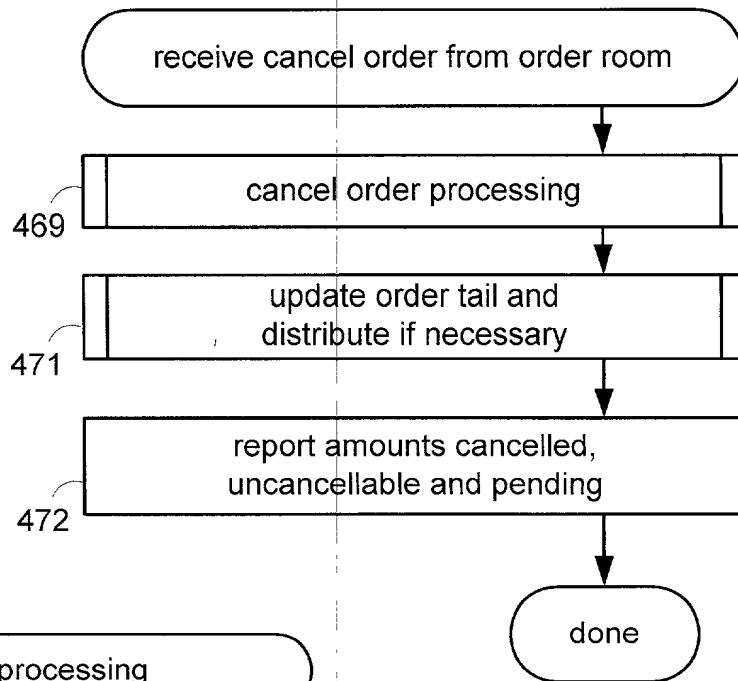 receive cancel order from order room
cancel order processing
469
update order tail and
distribute if necessary
471
report amounts cancelled,
uncancellable and pending
472
done
processing